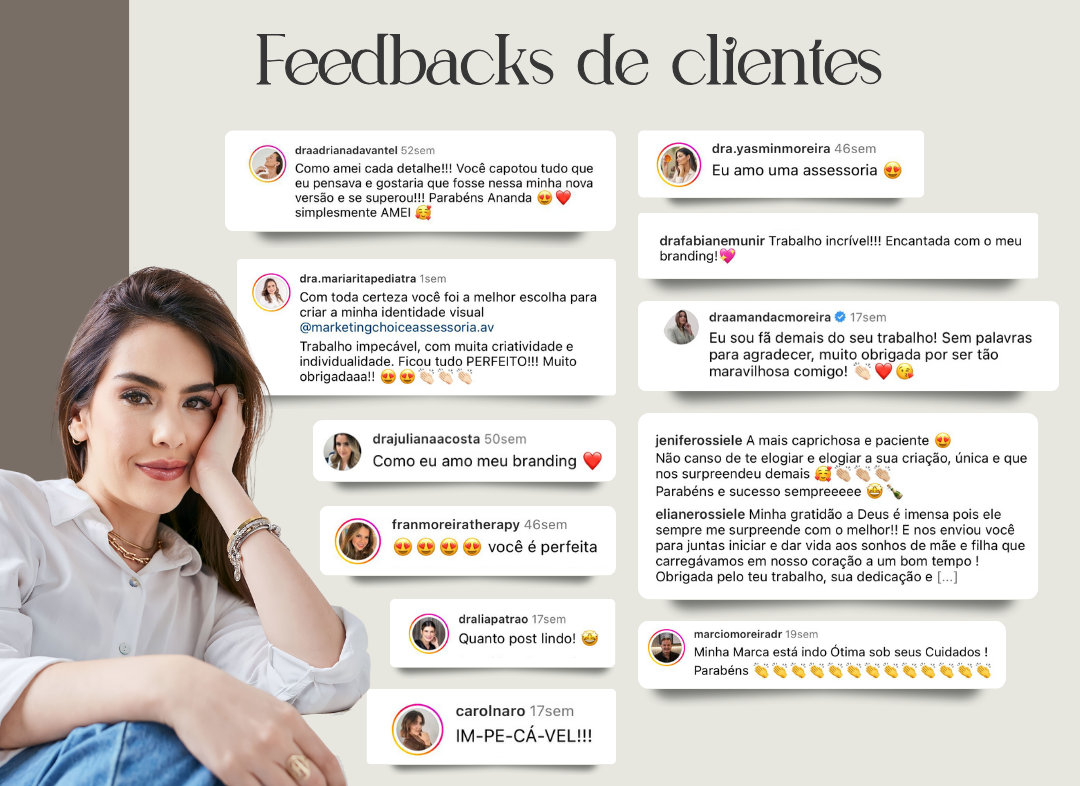 Feedbacks de clientes
draadrianadavantel 52sem
Como amei cada detalhe!!! Você capotou tudo que
eu pensava e gostaria que fosse nessa minha nova
versão e se superou!!! Parabéns Ananda 😍❤️
simplesmente AMEI 🥰
dra.mariaritapediatra 1sem
Com toda certeza você foi a melhor escolha para
criar a minha identidade visual
@marketingchoiceassessoria.av
Trabalho impecável, com muita criatividade e
individualidade. Ficou tudo PERFEITO!!! Muito
obrigadaaa!! 😍😍👏🏻👏🏻👏🏻
drajulianaacosta 50sem
Como eu amo meu branding ❤️
franmoreiratherapy 46sem
😍😍😍😍 você é perfeita
draliapatrao 17sem
Quanto post lindo! 🤩
carolnaro 17sem
IM-PE-CÁ-VEL!!!
dra.yasminmoreira 46sem
Eu amo uma assessoria 😍
drafabianemunir Trabalho incrível!!! Encantada com o meu
branding!💖
draamandacmoreira 17sem
Eu sou fã demais do seu trabalho! Sem palavras
para agradecer, muito obrigada por ser tão
maravilhosa comigo! 👏🏻❤️😘
jeniferossiele A mais caprichosa e paciente 😍
Não canso de te elogiar e elogiar a sua criação, única e que
nos surpreendeu demais 🥰👏🏼👏🏼👏🏼
Parabéns e sucesso sempreeeee 🤩🍾
elianerossiele Minha gratidão a Deus é imensa pois ele
sempre me surpreende com o melhor!! E nos enviou você
para juntas iniciar e dar vida aos sonhos de mãe e filha que
carregávamos em nosso coração a um bom tempo !
Obrigada pelo teu trabalho, sua dedicação e [...]
marciomoreiradr 19sem
Minha Marca está indo Ótima sob seus Cuidados !
Parabéns 👏👏👏👏👏👏👏👏👏👏👏👏👏